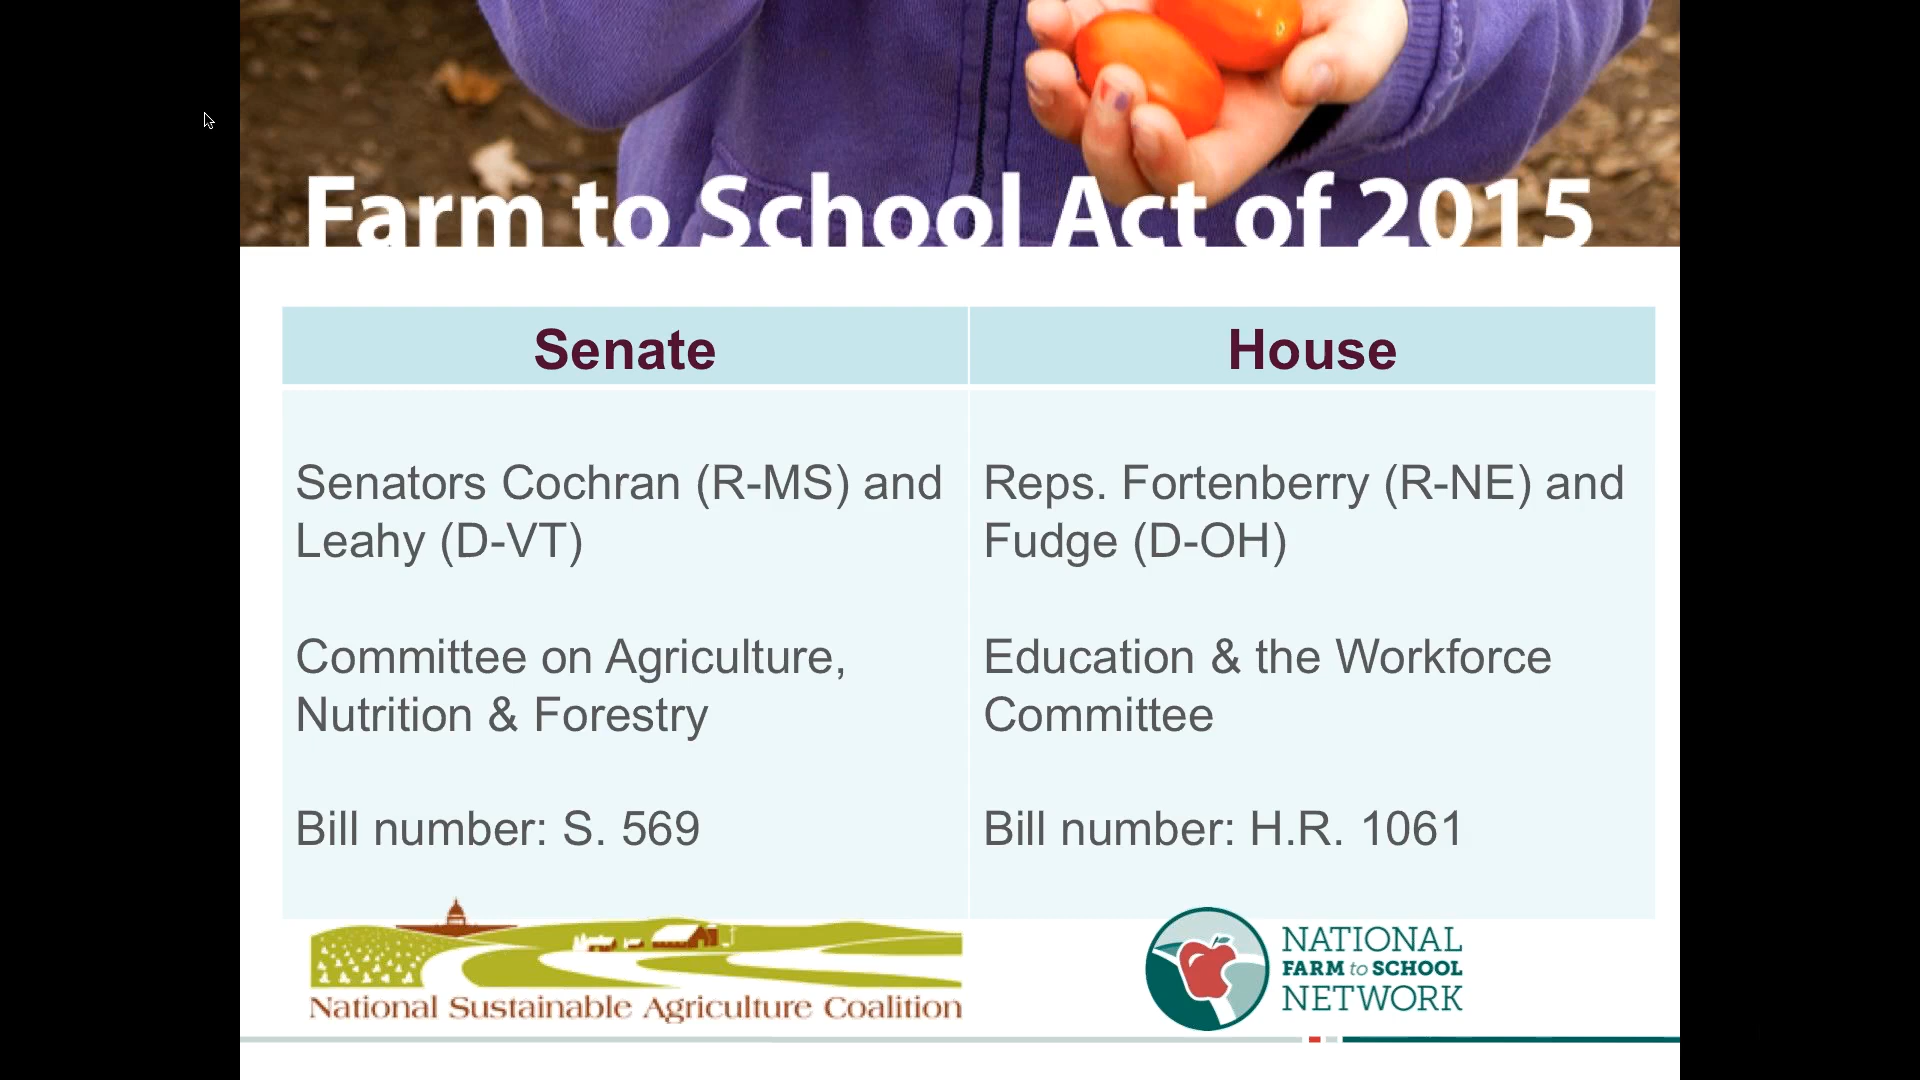 Farm to School Act of 2015
Senate
House
Senators Cochran (R-MS) and
Leahy (D-VT)
Committee on Agriculture,
Nutrition & Forestry
Bill number: S. 569
Reps. Fortenberry (R-NE) and
Fudge (D-OH)
Education & the Workforce
Committee
Bill number: H.R. 1061
National Sustainable Agriculture Coalition
NATIONAL
FARM to SCHOOL
NETWORK